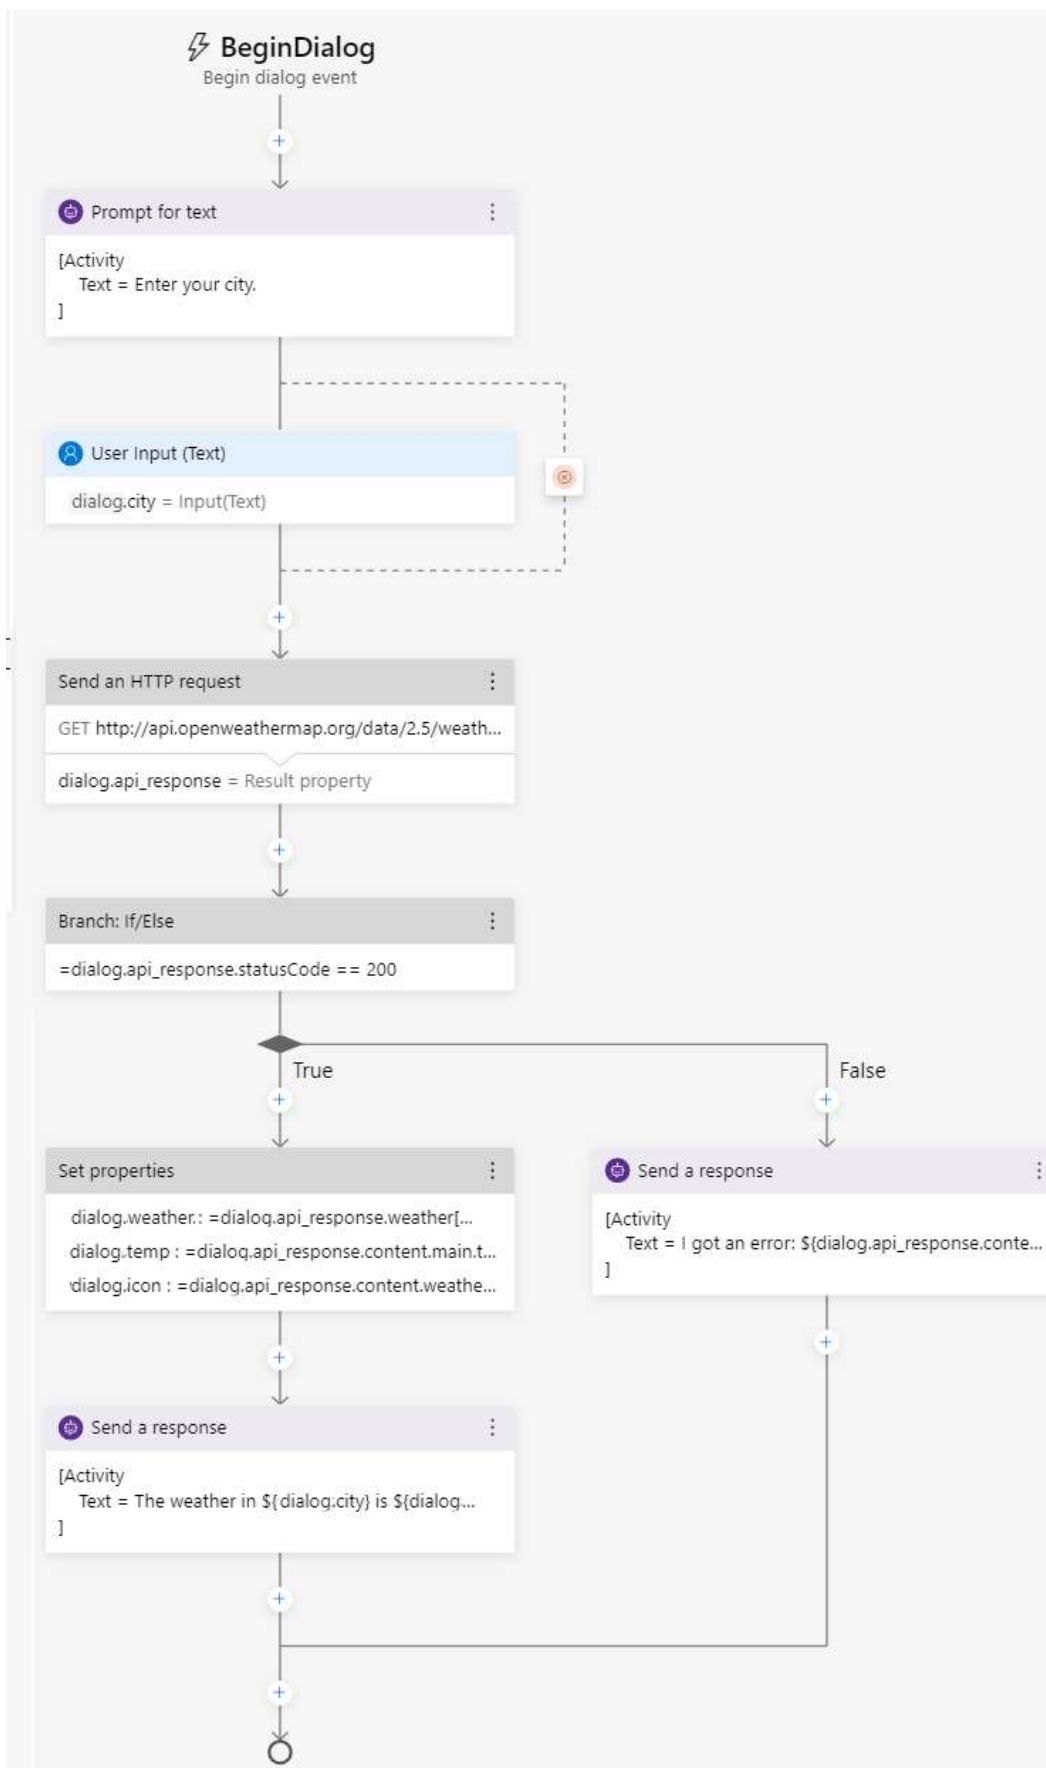 BeginDialog
Begin dialog event
Prompt for text
[Activity
Text = Enter your city.
]
User Input (Text)
dialog.city = Input(Text)
Send an HTTP request
GET http://api.openweathermap.org/data/2.5/weath...
dialog.api_response = Result property
Branch: If/Else
=dialog.api_response.statusCode == 200
True
False
Set properties
dialog.weather.: =dialog.api_response.weather[...
dialog.temp : =dialog.api_response.content.main.t...
dialog.icon : =dialog.api_response.content.weathe...
Send a response
[Activity
Text = I got an error: ${dialog.api_response.conte...
]
Send a response
[Activity
Text = The weather in ${dialog.city} is ${dialog...
]